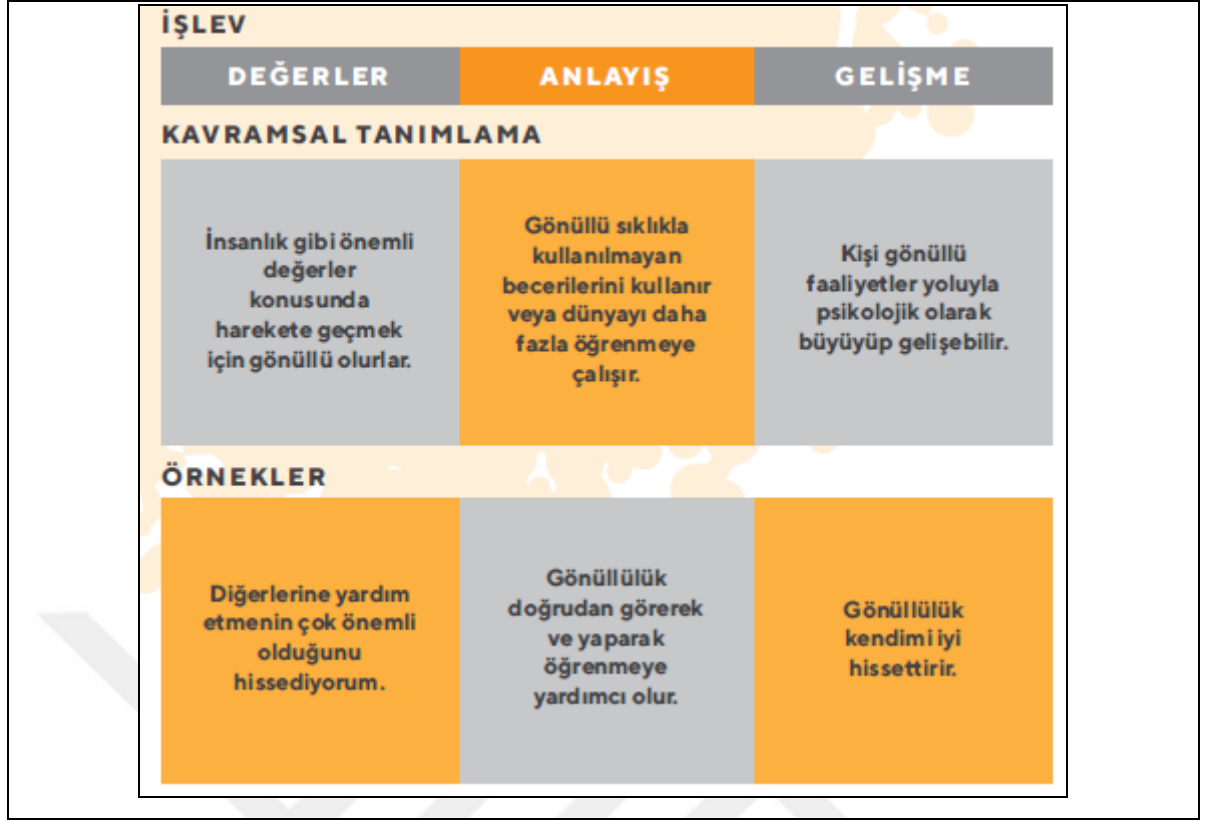 İŞLEV
DEĞERLER ANLAYIŞ GELİŞME
KAVRAMSAL TANIMLAMA
İnsanlık gibi önemli
değerler
konusunda
harekete geçmek
için gönüllü olurlar.
Gönüllü sıklıkla
kullanılmayan
becerilerini kullanır
veya dünyayı daha
fazla öğrenmeye
çalışır.
Kişi gönüllü
faaliyetler yoluyla
psikolojik olarak
büyüyüp gelişebilir.
ÖRNEKLER
Diğerlerine yardım
etmenin çok önemli
olduğunu
hissediyorum.
Gönüllülük
doğrudan görerek
ve yaparak
öğrenmeye
yardımcı olur.
Gönüllülük
kendimi iyi
hissettirir.